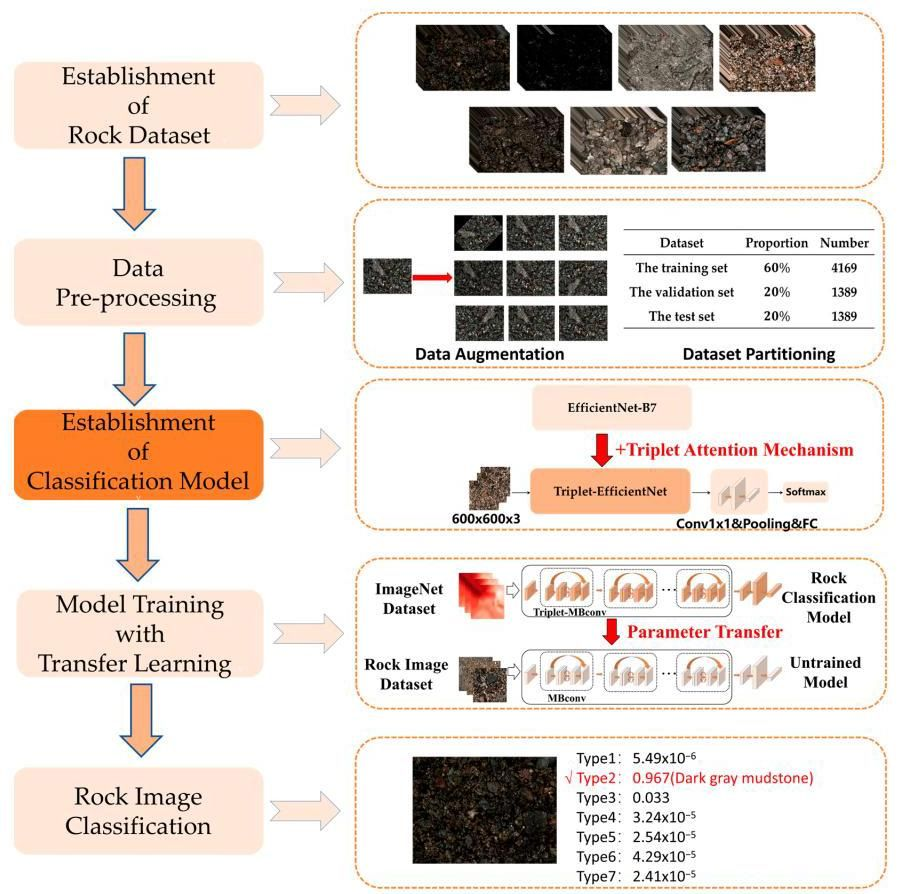 Establishment
of
Rock Dataset
Data
Pre-processing
Dataset Proportion Number
The training set 60% 4169
The validation set 20% 1389
The test set 20% 1389
Data Augmentation
Dataset Partitioning
Establishment
of
Classification Model
EfficientNet-B7
+Triplet Attention Mechanism
600x600x3
Triplet-EfficientNet
Softmax
Conv1x1&Pooling&FC
Model Training
with
Transfer Learning
ImageNet
Dataset
Triplet-MBconv
Rock
Classification
Model
Parameter Transfer
Rock Image
Dataset
MBconv
Untrained
Model
Rock Image
Classification
Type1: 5.49x10⁻⁶
√ Type2: 0.967(Dark gray mudstone)
Type3: 0.033
Type4: 3.24x10⁻⁵
Type5: 2.54x10⁻⁵
Type6: 4.29x10⁻⁵
Type7: 2.41x10⁻⁵